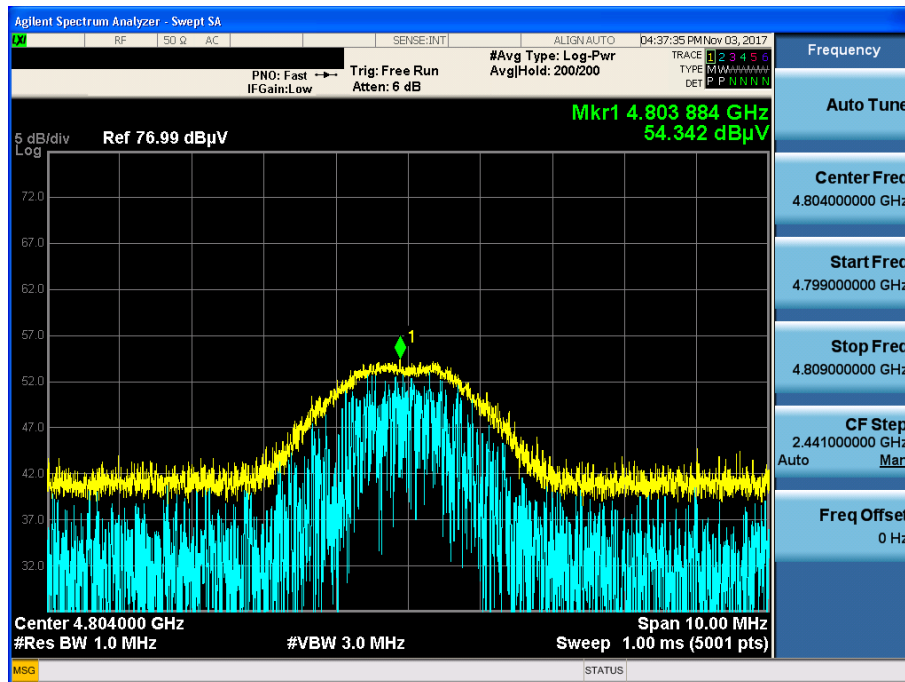 Agilent Spectrum Analyzer - Swept SA
LXI RF 50 Ω AC SENSE:INT ALIGN AUTO 04:37:35 PM Nov 03, 2017
PNO: Fast Trig: Free Run #Avg Type: Log-Pwr TRACE 1 2 3 4 5 6
IFGain:Low Atten: 6 dB Avg|Hold: 200/200 TYPE M W W W W W
DET P P N N N N
Mkr1 4.803 884 GHz
54.342 dBµV
5 dB/div Ref 76.99 dBµV
Log
72.0
67.0
62.0
57.0
1
52.0
47.0
42.0
37.0
32.0
Center 4.804000 GHz Span 10.00 MHz
#Res BW 1.0 MHz #VBW 3.0 MHz Sweep 1.00 ms (5001 pts)
MSG STATUS
Frequency
Auto Tune
Center Freq
4.804000000 GHz
Start Freq
4.799000000 GHz
Stop Freq
4.809000000 GHz
CF Step
2.441000000 GHz
Auto Man
Freq Offset
0 Hz